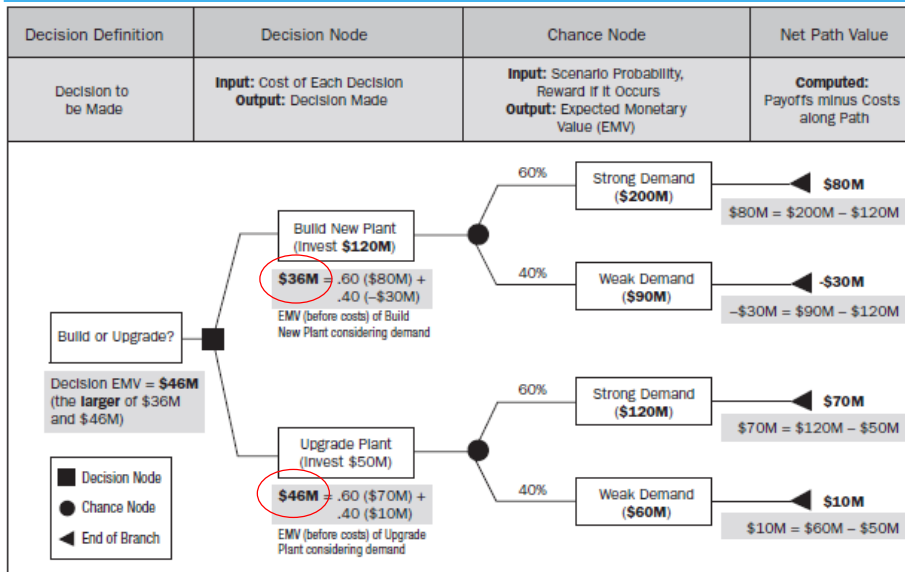 Decision Definition
Decision Node
Chance Node
Net Path Value
Decision to
be Made
Input: Cost of Each Decision
Output: Decision Made
Input: Scenario Probability,
Reward if it Occurs
Output: Expected Monetary
Value (EMV)
Computed:
Payoffs minus Costs
along Path
Build or Upgrade?
Decision EMV = $46M
(the larger of $36M
and $46M)
Build New Plant
(Invest $120M)
$36M = .60 ($80M) +
.40 (–$30M)
EMV (before costs) of Build
New Plant considering demand
60%
Strong Demand
($200M)
$80M
$80M = $200M – $120M
40%
Weak Demand
($90M)
-$30M
–$30M = $90M – $120M
Upgrade Plant
(Invest $50M)
$46M = .60 ($70M) +
.40 ($10M)
EMV (before costs) of Upgrade
Plant considering demand
60%
Strong Demand
($120M)
$70M
$70M = $120M – $50M
40%
Weak Demand
($60M)
$10M
$10M = $60M – $50M
Decision Node
Chance Node
End of Branch